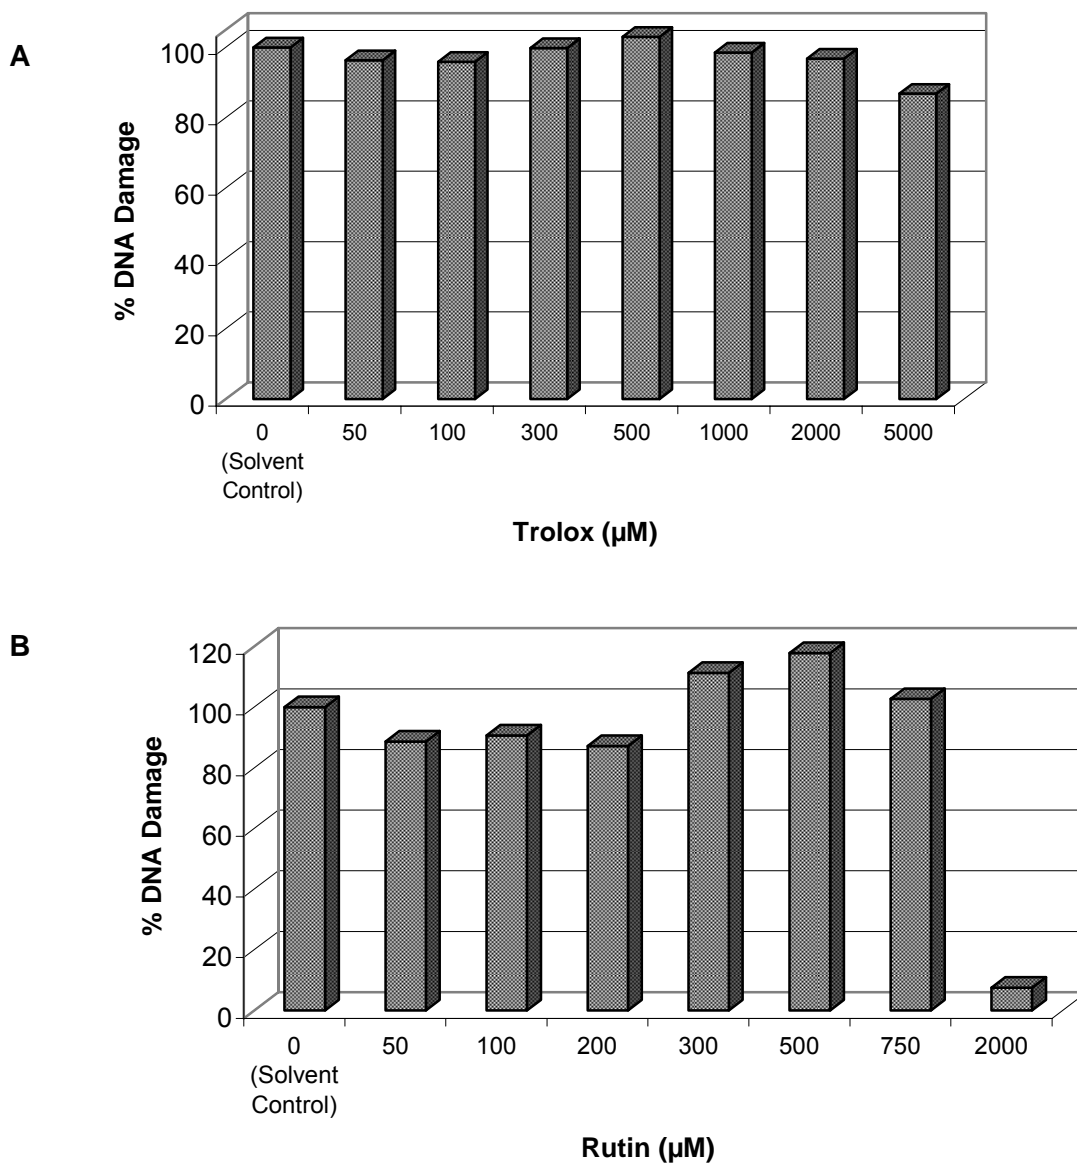 A
100
80
60
40
20
0
% DNA Damage
0 50 100 300 500 1000 2000 5000
(Solvent
Control)
Trolox (µM)
B
120
100
80
60
40
20
0
% DNA Damage
0 50 100 200 300 500 750 2000
(Solvent
Control)
Rutin (µM)